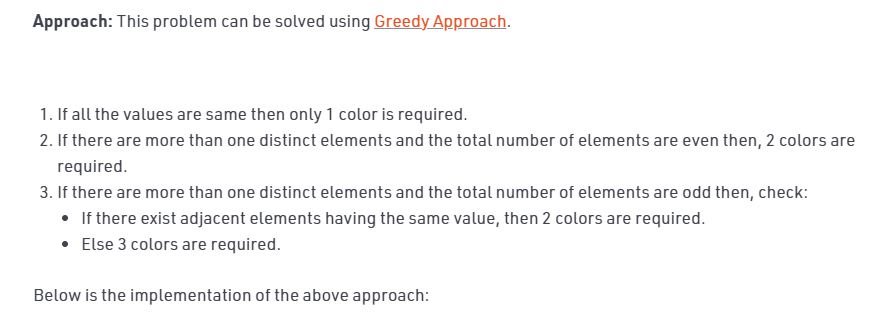 Approach: This problem can be solved using Greedy Approach.
1. If all the values are same then only 1 color is required.
2. If there are more than one distinct elements and the total number of elements are even then, 2 colors are
required.
3. If there are more than one distinct elements and the total number of elements are odd then, check:
• If there exist adjacent elements having the same value, then 2 colors are required.
• Else 3 colors are required.
Below is the implementation of the above approach: